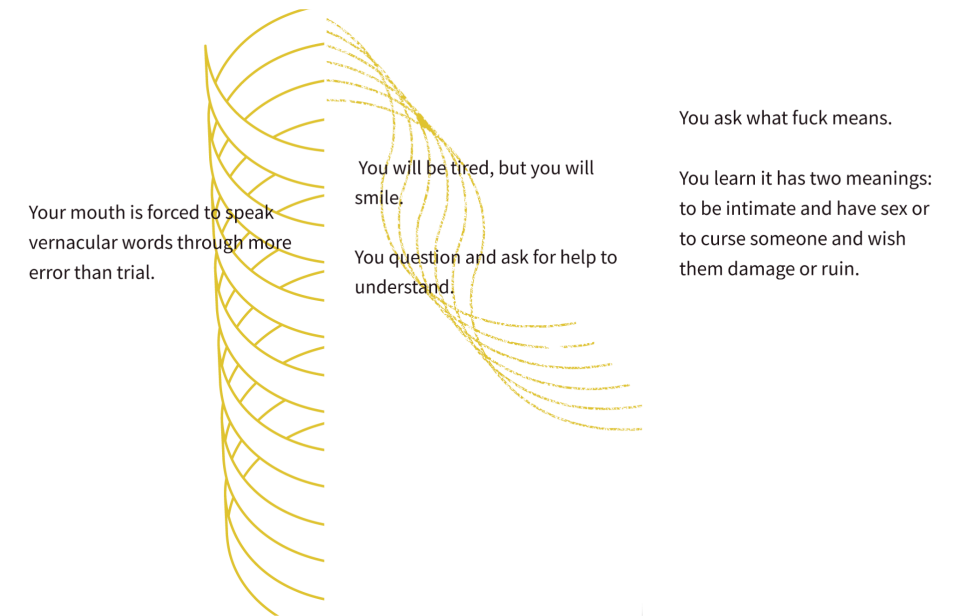 Your mouth is forced to speak
vernacular words through more
error than trial.
You will be tired, but you will
smile.
You question and ask for help to
understand.
You ask what fuck means.
You learn it has two meanings:
to be intimate and have sex or
to curse someone and wish
them damage or ruin.